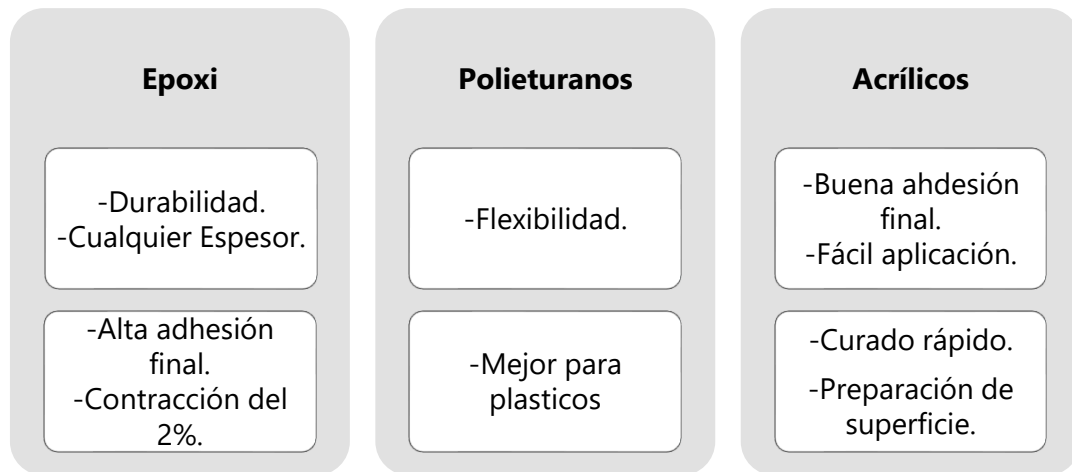 Epoxi
-Durabilidad.
-Cualquier Espesor.
-Alta adhesión
final.
-Contracción del
2%.
Polieturanos
-Flexibilidad.
-Mejor para
plasticos
Acrílicos
-Buena ahdesión
final.
-Fácil aplicación.
-Curado rápido.
-Preparación de
superficie.